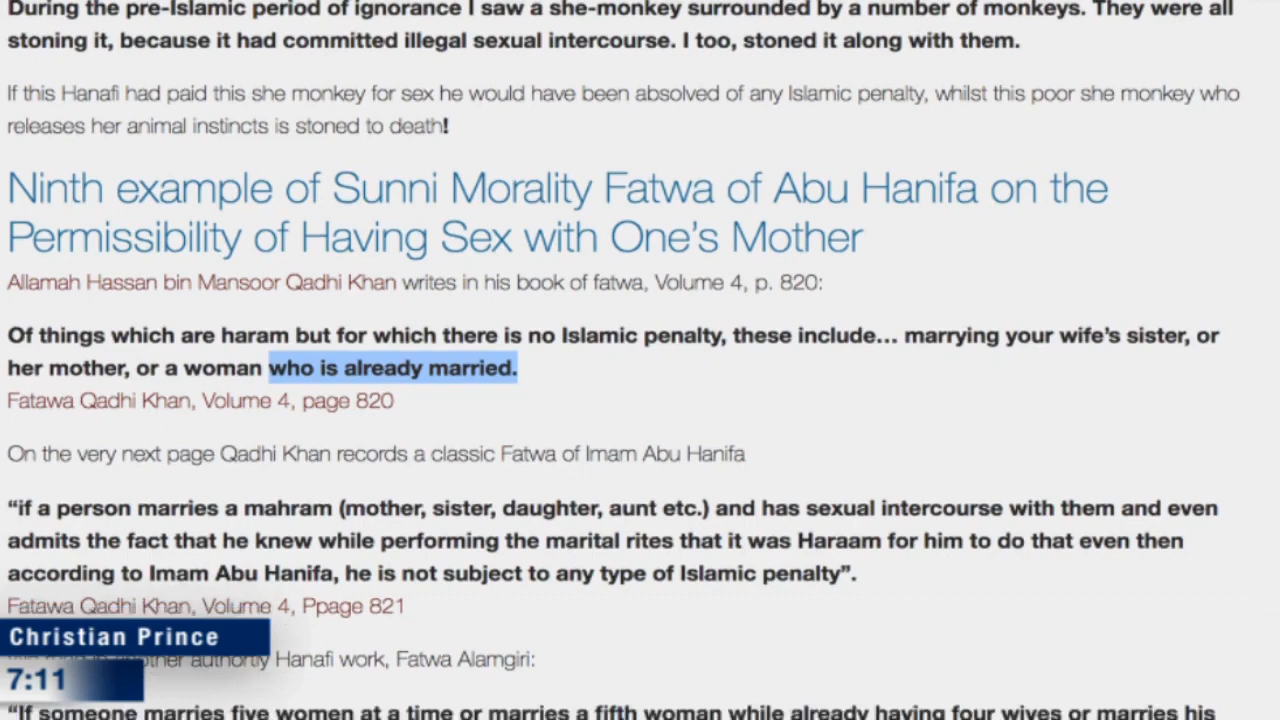 During the pre-Islamic period of ignorance I saw a she-monkey surrounded by a number of monkeys. They were all
stoning it, because it had committed illegal sexual intercourse. I too, stoned it along with them.
If this Hanafi had paid this she monkey for sex he would have been absolved of any Islamic penalty, whilst this poor she monkey who
releases her animal instincts is stoned to death!
Ninth example of Sunni Morality Fatwa of Abu Hanifa on the
Permissibility of Having Sex with One's Mother
Allamah Hassan bin Mansoor Qadhi Khan writes in his book of fatwa, Volume 4, p. 820:
Of things which are haram but for which there is no Islamic penalty, these include… marrying your wife's sister, or
her mother, or a woman who is already married.
Fatawa Qadhi Khan, Volume 4, page 820
On the very next page Qadhi Khan records a classic Fatwa of Imam Abu Hanifa
“if a person marries a mahram (mother, sister, daughter, aunt etc.) and has sexual intercourse with them and even
admits the fact that he knew while performing the marital rites that it was Haraam for him to do that even then
according to Imam Abu Hanifa, he is not subject to any type of Islamic penalty”.
Fatawa Qadhi Khan, Volume 4, Ppage 821
Christian Prince
authority Hanafi work, Fatwa Alamgiri:
7:11
“If someone marries five women at a time or marries a fifth woman while already having four wives or marries his